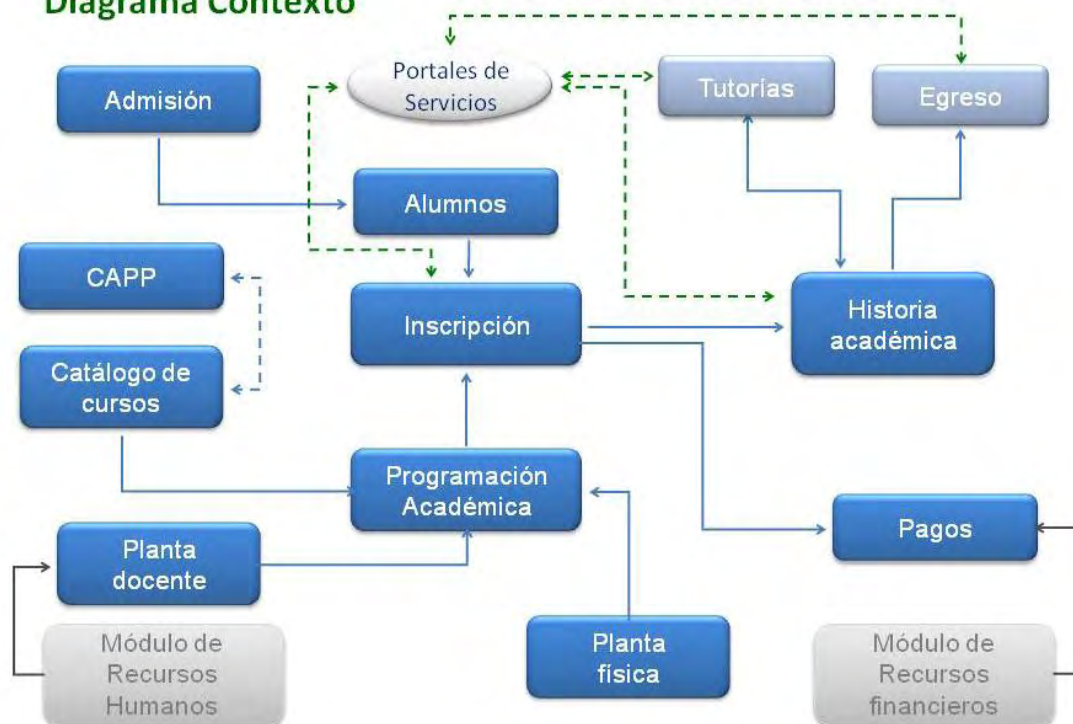 Diagrama Contexto
Portales de
Servicios
Admisión
Tutorías
Egreso
Alumnos
CAPP
Inscripción
Historia
académica
Catálogo de
cursos
Programación
Académica
Pagos
Planta
docente
Planta
física
Módulo de
Recursos
Humanos
Módulo de
Recursos
financieros